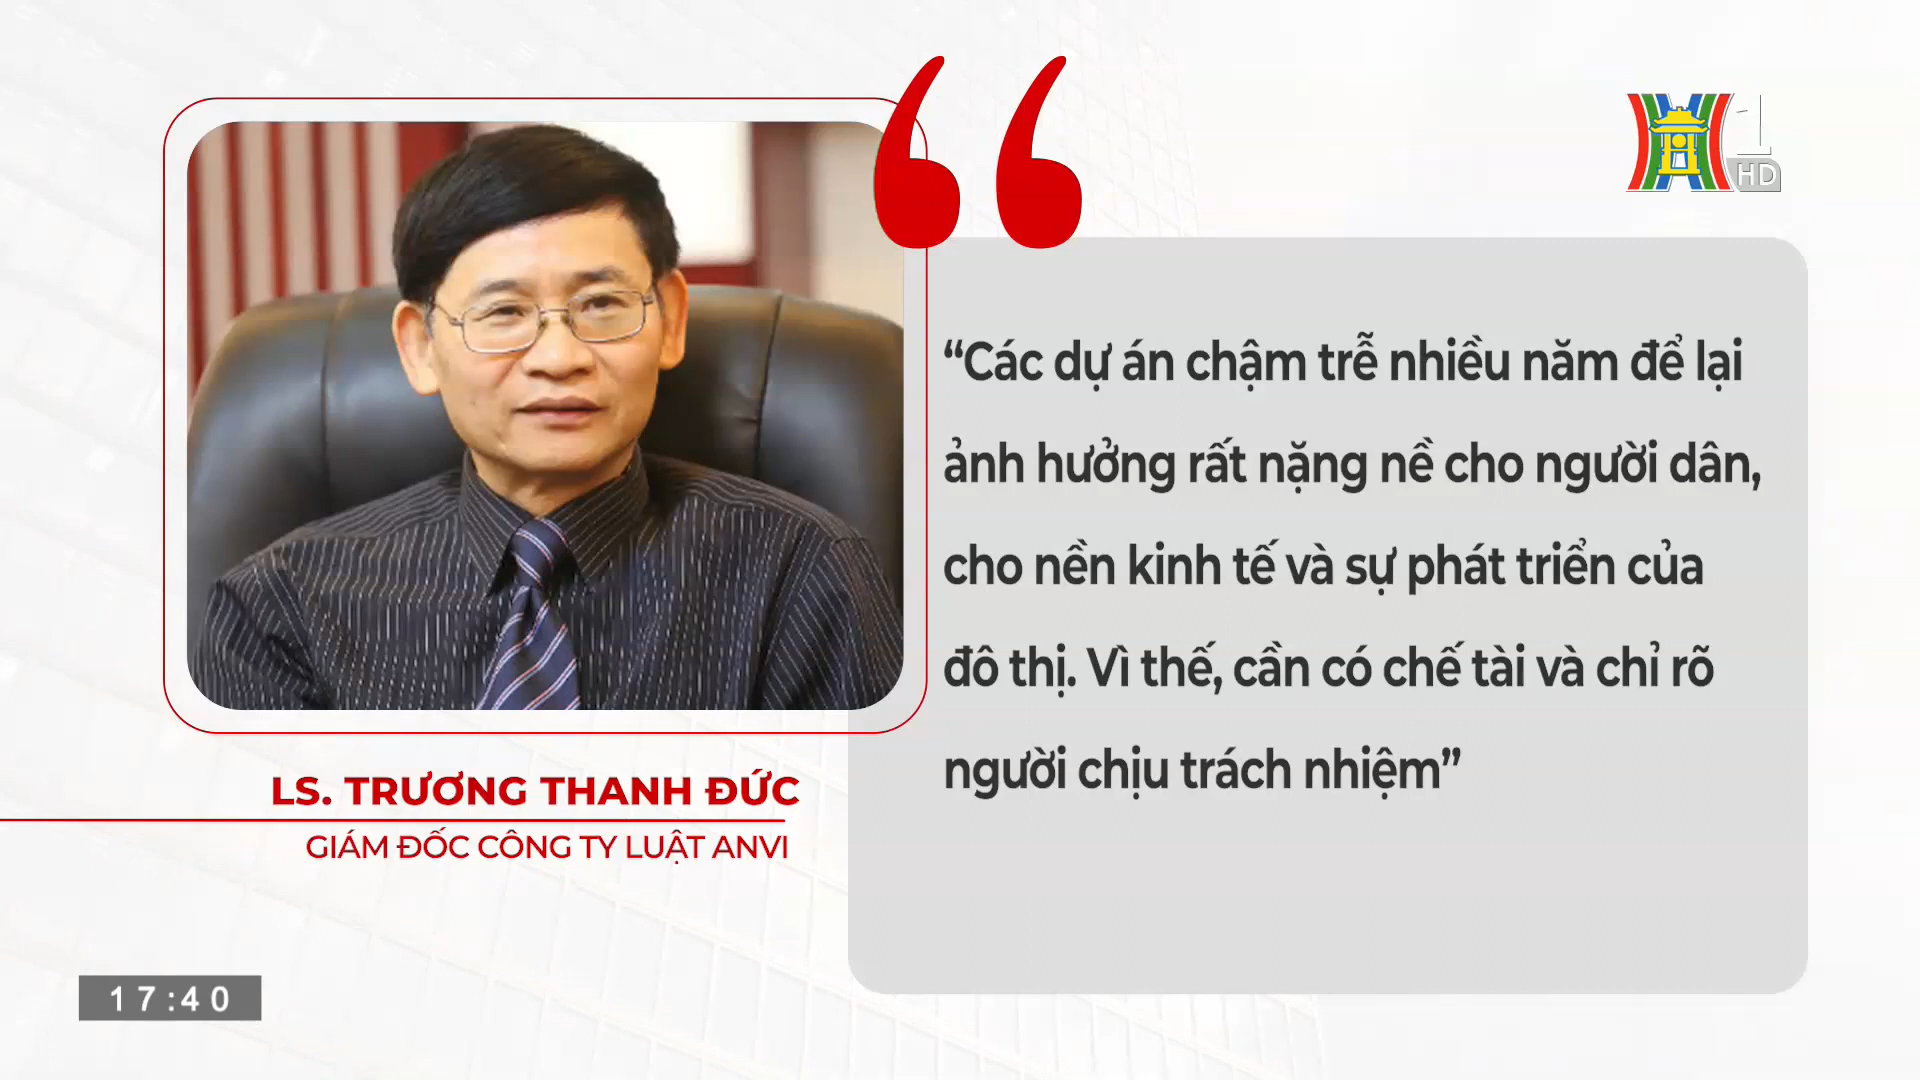 1
HD
“Các dự án chậm trễ nhiều năm để lại
ảnh hưởng rất nặng nề cho người dân,
cho nền kinh tế và sự phát triển của
đô thị. Vì thế, cần có chế tài và chỉ rõ
người chịu trách nhiệm”
LS. TRƯƠNG THANH ĐỨC
GIÁM ĐỐC CÔNG TY LUẬT ANVI
17:40